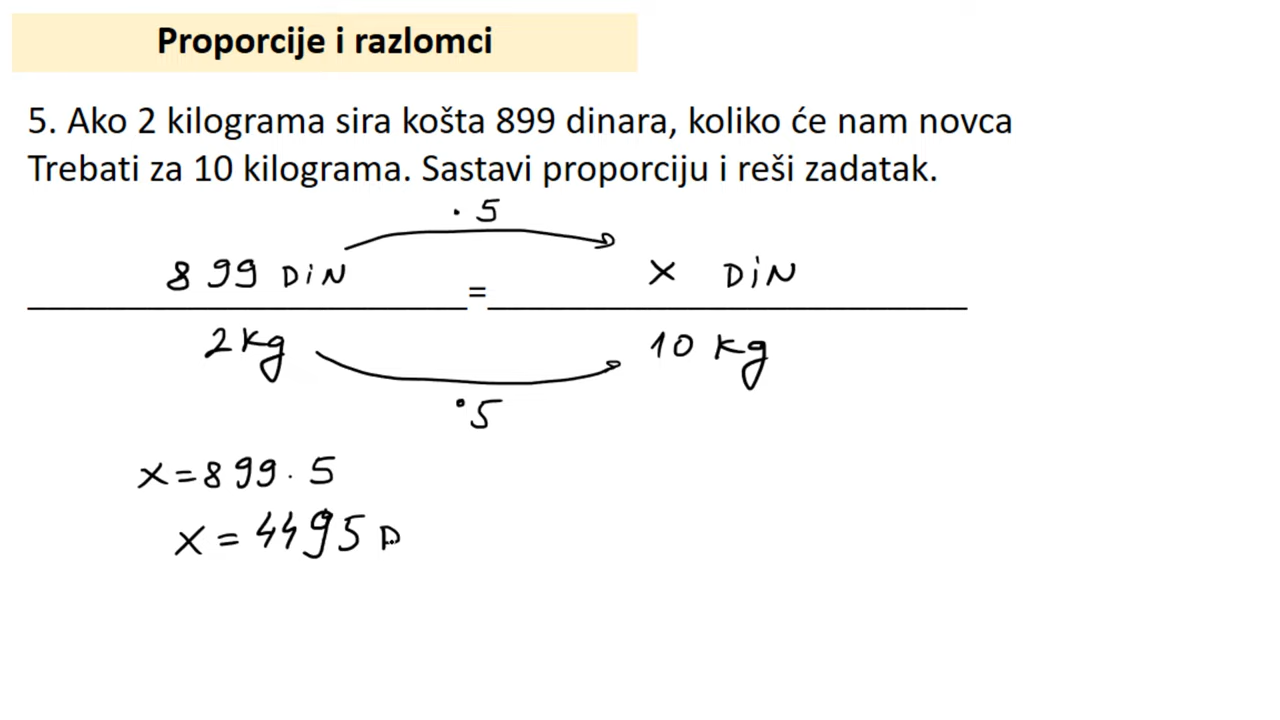 Proporcije i razlomci
5. Ako 2 kilograma sira košta 899 dinara, koliko će nam novca
Trebati za 10 kilograma. Sastavi proporciju i reši zadatak.
· 5
899 DiN = x DiN
2kg 10 kg
·5
x=899·5
x=4495 D